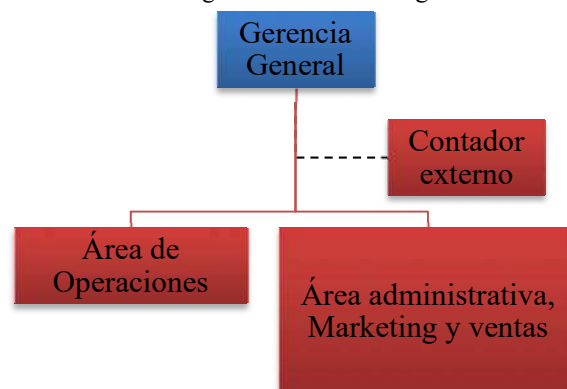 Gerencia
General
Contador
externo
Área de
Operaciones
Área administrativa,
Marketing y ventas